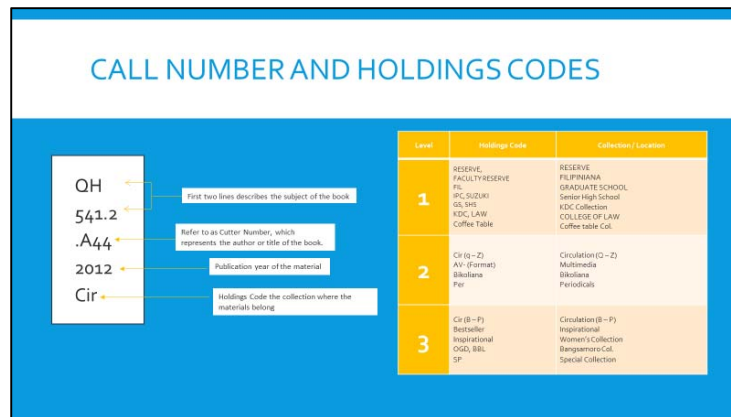 CALL NUMBER AND HOLDINGS CODES
QH
541.2
.A44
2012
Cir
First two lines describes the subject of the book
Refer to as Cutter Number, which
represents the author or title of the book.
Publication year of the material
Holdings Code the collection where the
materials belong
Level Holdings Code Collection / Location
1
RESERVE,
FACULTY RESERVE
FIL
IPC, SUZUKI
GS, SHS
KDC, LAW
Coffee Table
RESERVE
FILIPINIANA
GRADUATE SCHOOL
Senior High School
KDC Collection
COLLEGE OF LAW
Coffee table Col.
2
Cir (q – Z)
AV- (Format)
Bikoliana
Per
Circulation (Q – Z)
Multimedia
Bikoliana
Periodicals
3
Cir (B – P)
Bestseller
Inspirational
OGD, BBL
SP
Circulation (B – P)
Inspirational
Women's Collection
Bangsamoro Col.
Special Collection